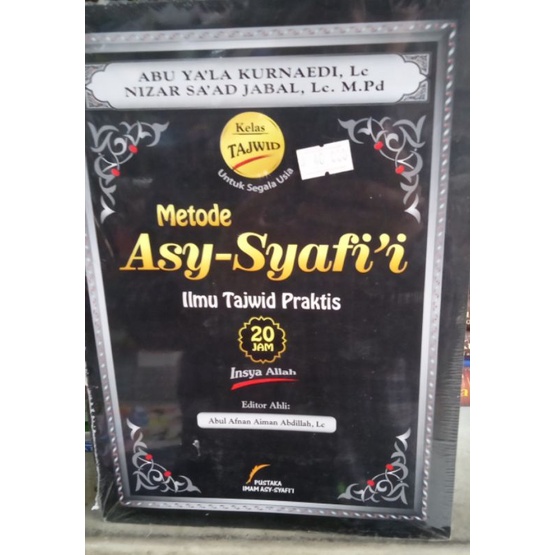 ABU YA'LA KURNAEDI, Lc
NIZAR SA'AD JABAL, Lc. M.Pd
Kelas
TAJWID
Untuk Segala Usia
Metode
Asy-Syafi'i
Ilmu Tajwid Praktis
20
JAM
Insya Allah
Editor Ahli:
Abul Afnan Aiman Abdillah, Lc
PUSTAKA
IMAM ASY-SYAFI'I